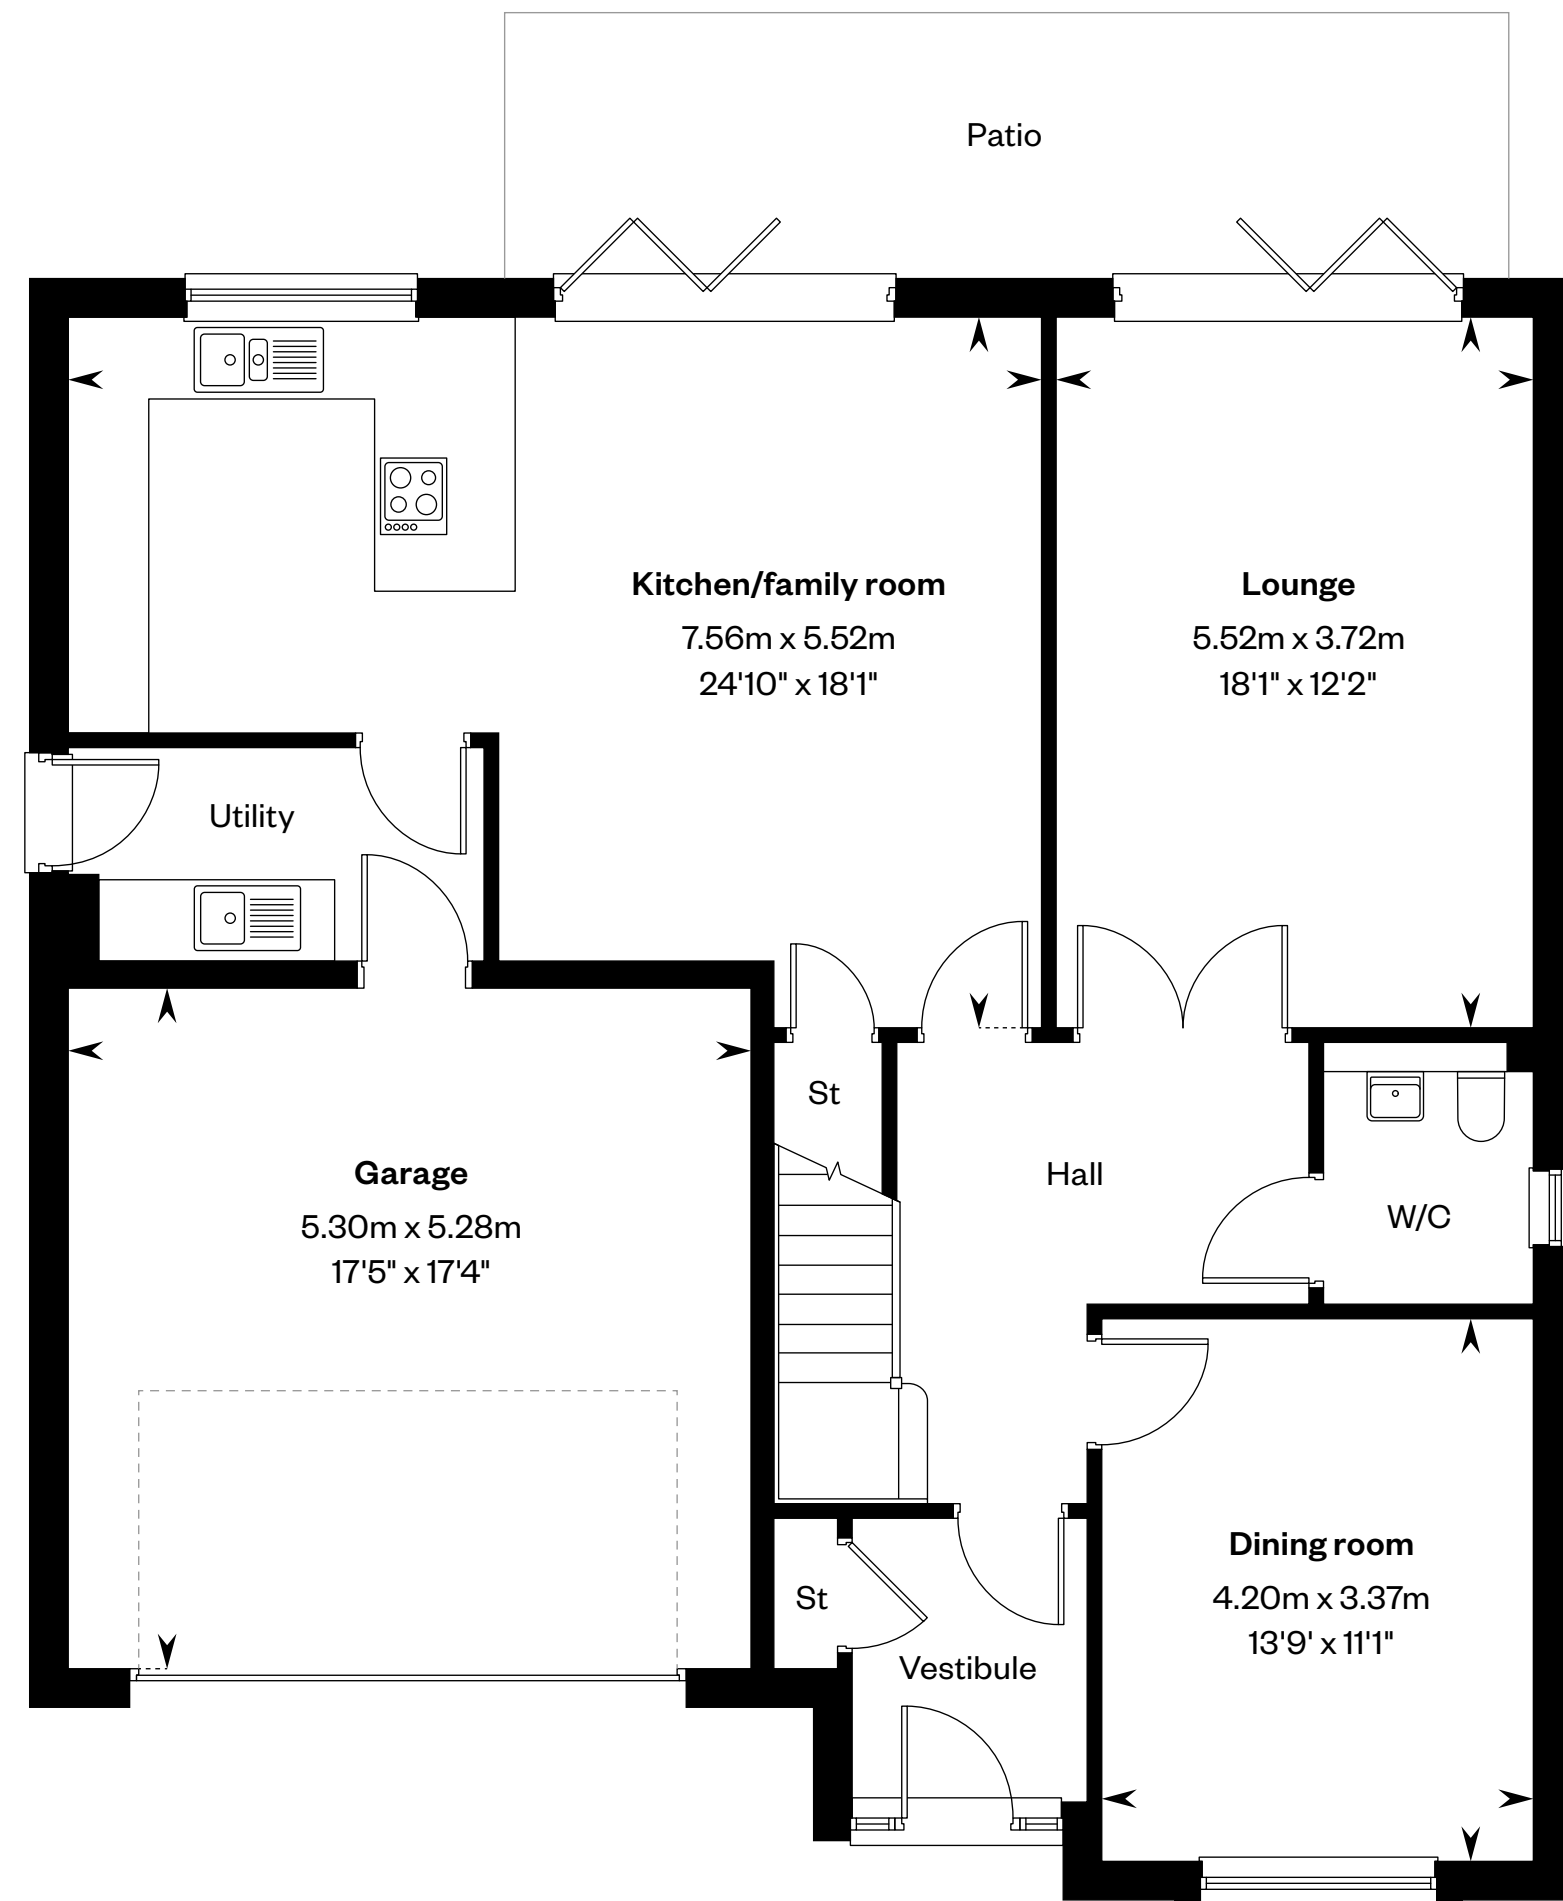 Patio
Kitchen/family room
7.56m x 5.52m
24'10" x 18'1"
Lounge
5.52m x 3.72m
18'1" x 12'2"
Utility
St
Hall
W/C
Garage
5.30m x 5.28m
17'5" x 17'4"
Dining room
4.20m x 3.37m
13'9' x 11'1"
St
Vestibule